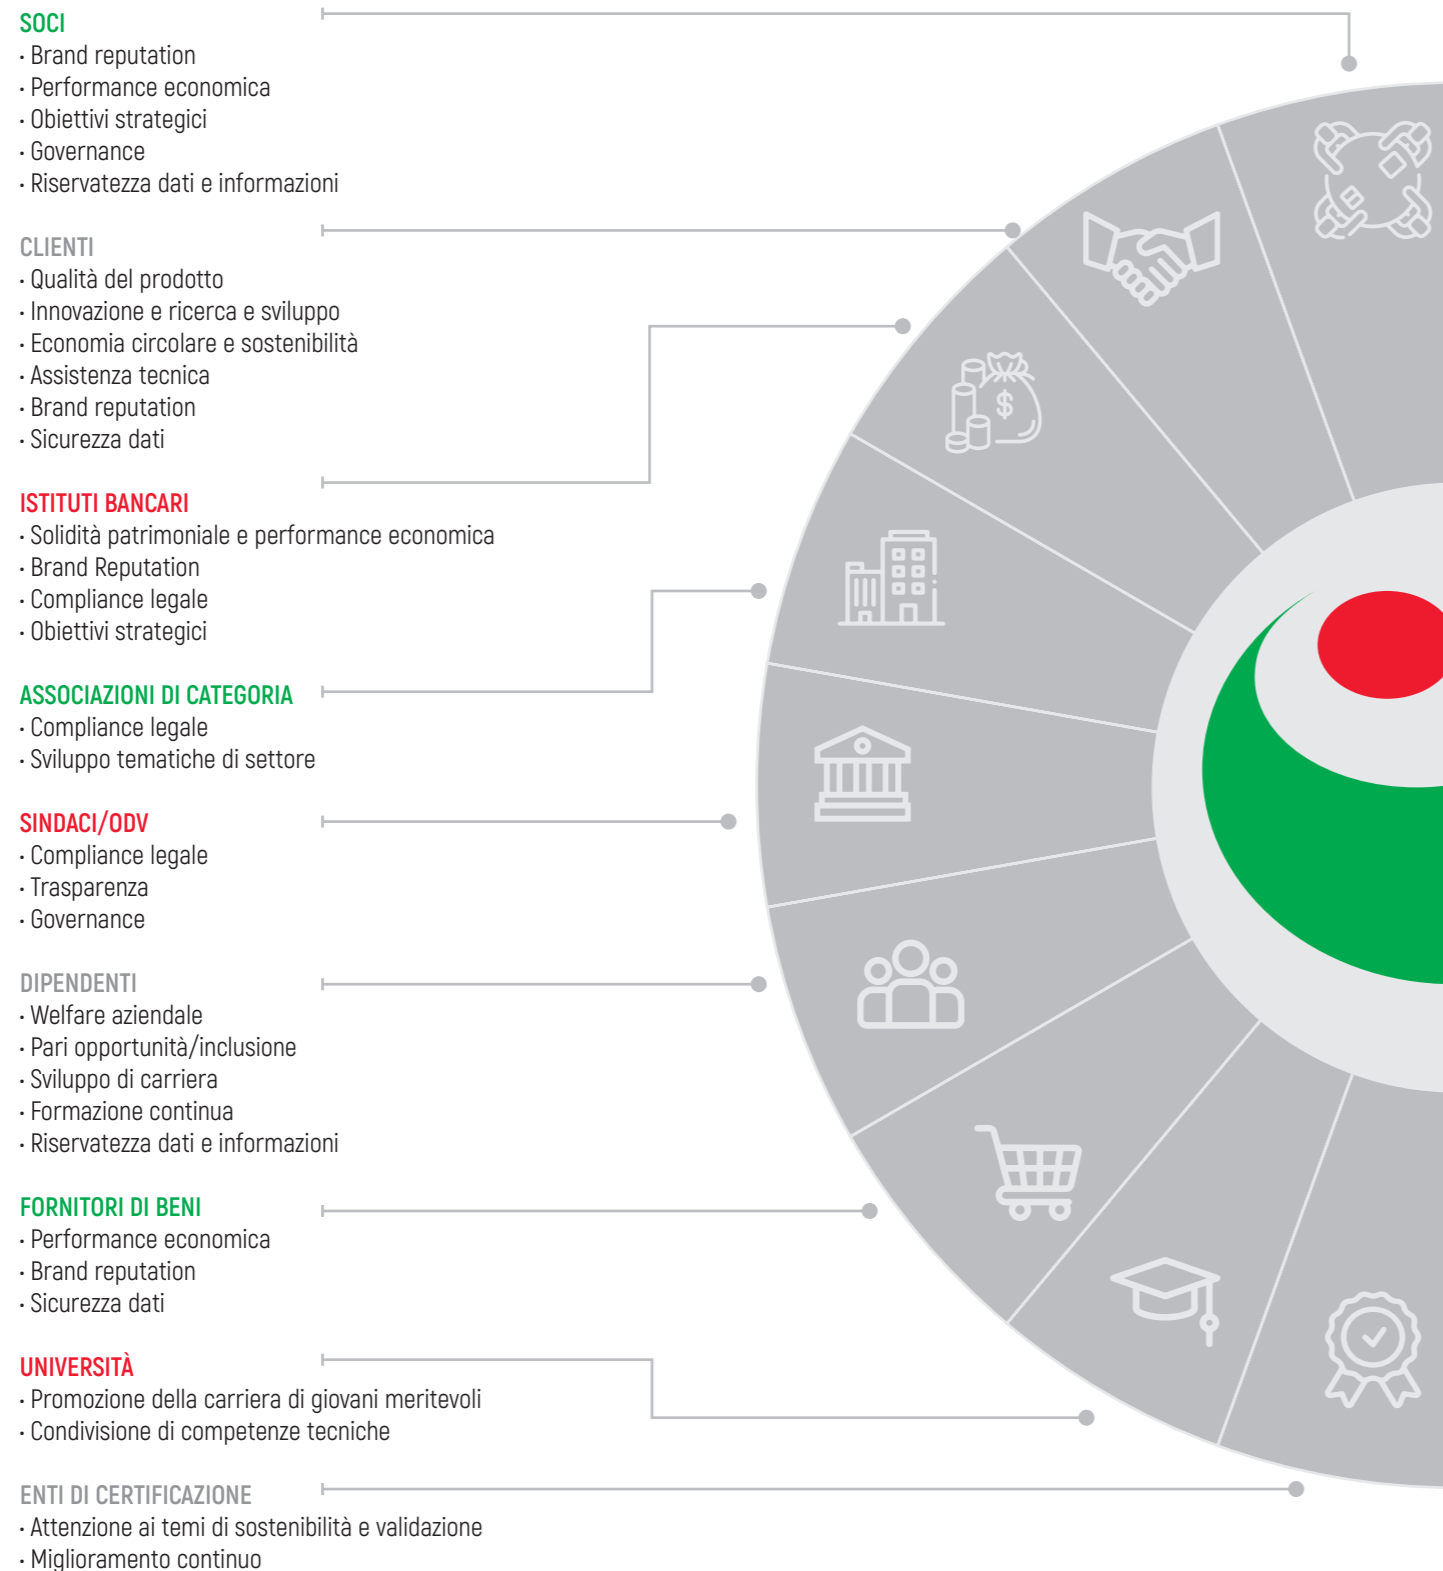 SOCI
· Brand reputation
· Performance economica
· Obiettivi strategici
· Governance
· Riservatezza dati e informazioni
CLIENTI
· Qualità del prodotto
· Innovazione e ricerca e sviluppo
· Economia circolare e sostenibilità
· Assistenza tecnica
· Brand reputation
· Sicurezza dati
ISTITUTI BANCARI
· Solidità patrimoniale e performance economica
· Brand Reputation
· Compliance legale
· Obiettivi strategici
ASSOCIAZIONI DI CATEGORIA
· Compliance legale
· Sviluppo tematiche di settore
SINDACI/ODV
· Compliance legale
· Trasparenza
· Governance
DIPENDENTI
· Welfare aziendale
· Pari opportunità/inclusione
· Sviluppo di carriera
· Formazione continua
· Riservatezza dati e informazioni
FORNITORI DI BENI
· Performance economica
· Brand reputation
· Sicurezza dati
UNIVERSITÀ
· Promozione della carriera di giovani meritevoli
· Condivisione di competenze tecniche
ENTI DI CERTIFICAZIONE
· Attenzione ai temi di sostenibilità e validazione
· Miglioramento continuo
$